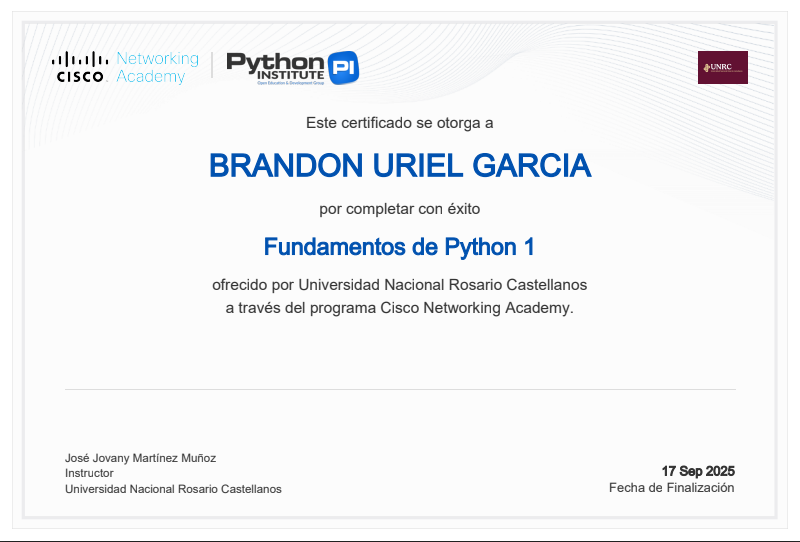 CISCO Networking Academy
Python INSTITUTE PI
Open Education & Development Group
UNRC
Este certificado se otorga a
BRANDON URIEL GARCIA
por completar con éxito
Fundamentos de Python 1
ofrecido por Universidad Nacional Rosario Castellanos
a través del programa Cisco Networking Academy.
José Jovany Martínez Muñoz
Instructor
Universidad Nacional Rosario Castellanos
17 Sep 2025
Fecha de Finalización